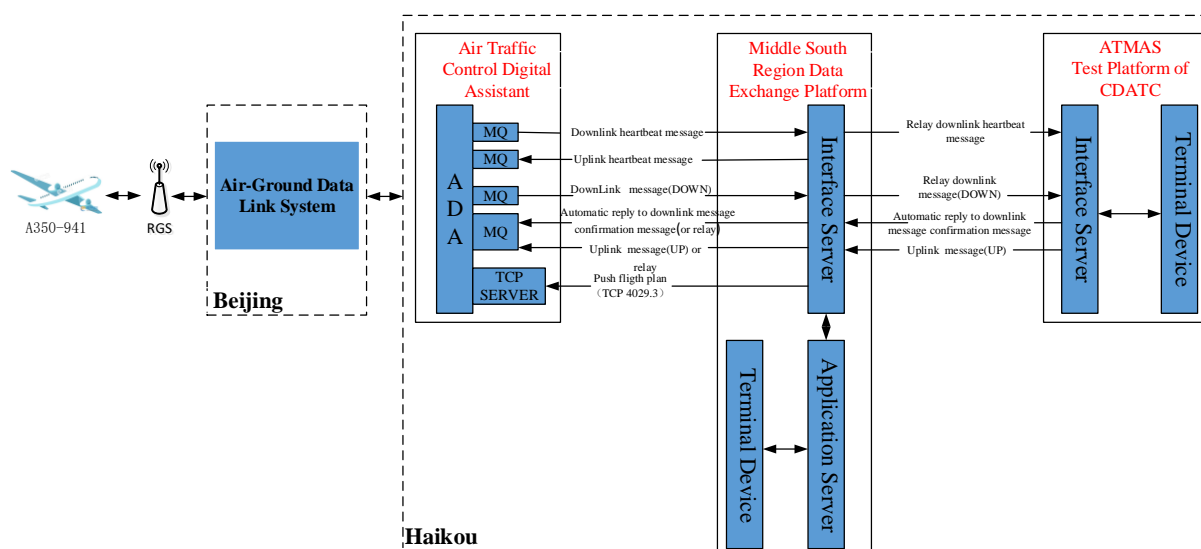 Air Traffic
Control Digital
Assistant
Middle South
Region Data
Exchange Platform
ATMAS
Test Platform of
CDATC
A350-941
RGS
Air-Ground Data
Link System
Beijing
A
D
A
MQ
MQ
MQ
MQ
TCP
SERVER
Downlink heartbeat message
Uplink heartbeat message
DownLink message(DOWN)
Automatic reply to downlink message
confirmation message(or relay)
Uplink message(UP) or
relay
Push fligth plan
(TCP 4029.3)
Interface Server
Relay downlink heartbeat
message
Relay downlink message
(DOWN)
Automatic reply to downlink
message confirmation message
Uplink message(UP)
Interface Server
Terminal Device
Terminal Device
Application Server
Haikou